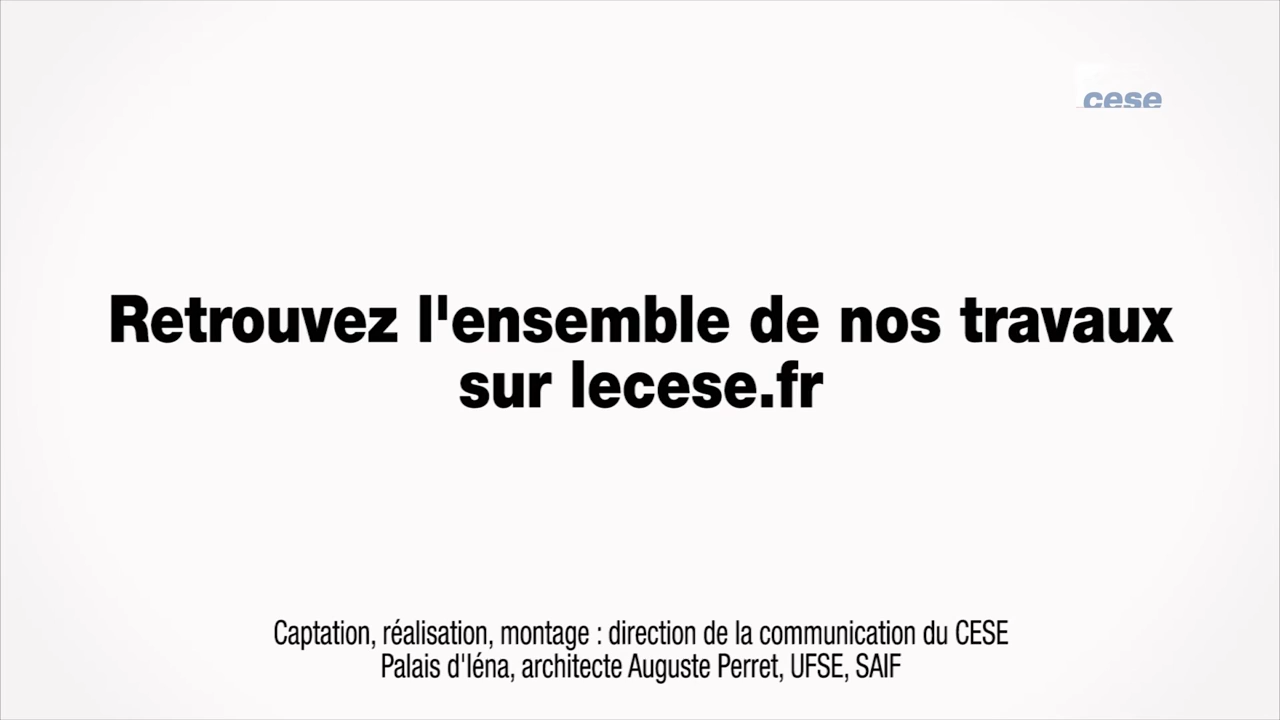 cese
Retrouvez l'ensemble de nos travaux
sur lecese.fr
Captation, réalisation, montage : direction de la communication du CESE
Palais d'Iéna, architecte Auguste Perret, UFSE, SAIF